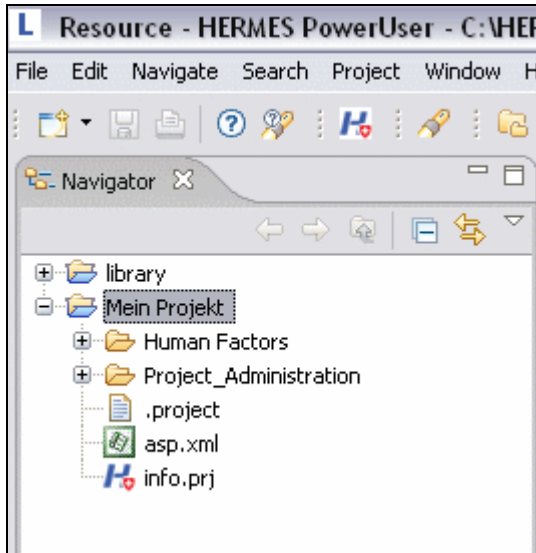 L Resource - HERMES PowerUser - C:\HER
File Edit Navigate Search Project Window H
Navigator
library
Mein Projekt
Human Factors
Project_Administration
.project
asp.xml
info.prj